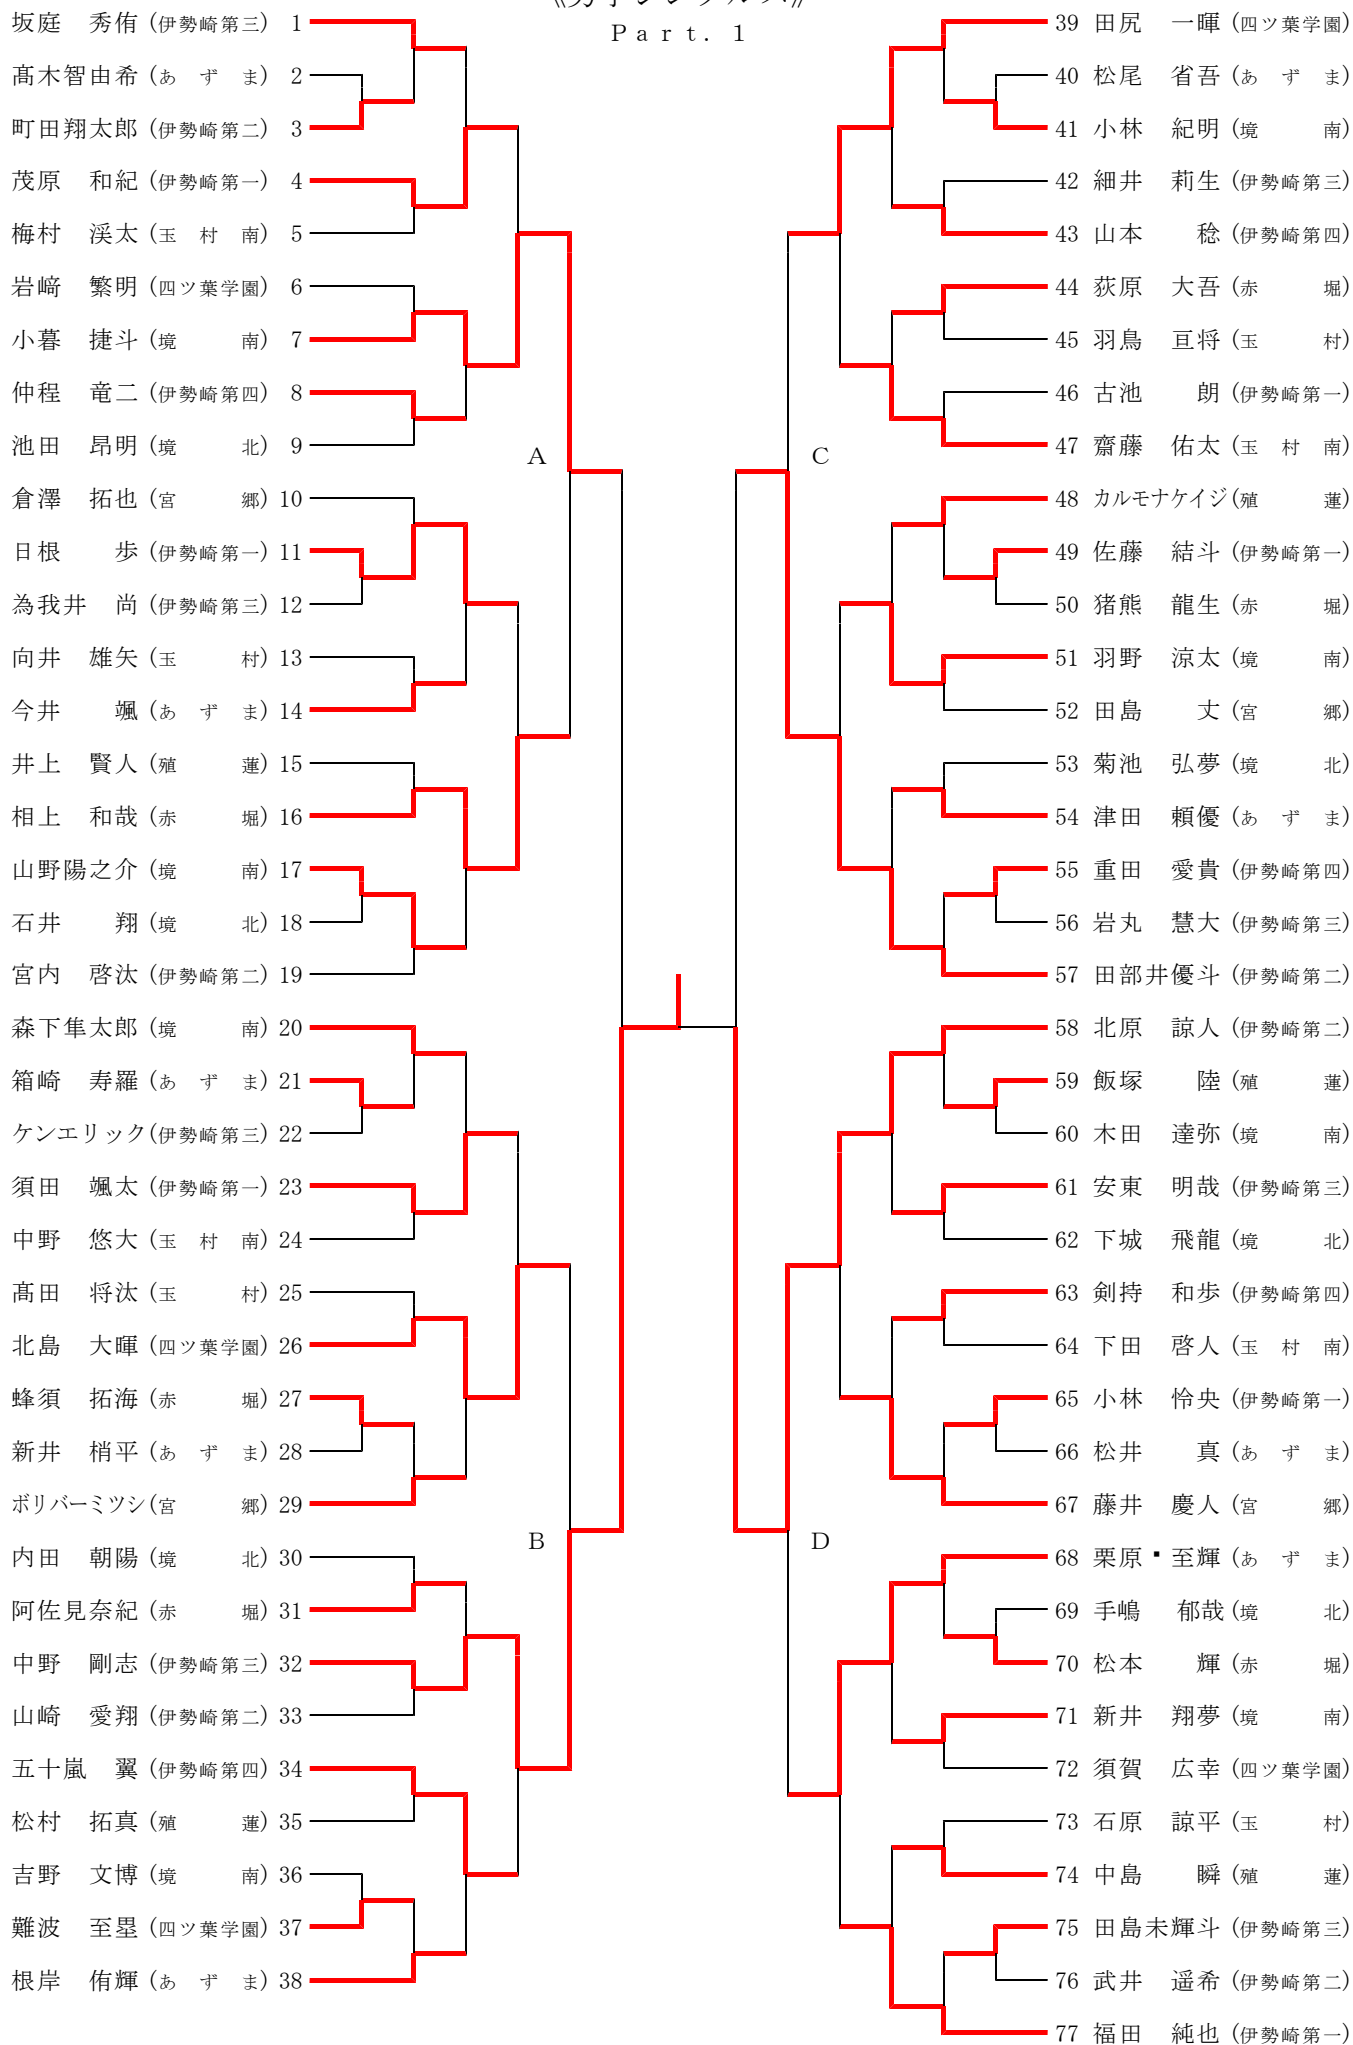 《男子シングルス》
Part. 1
坂庭　秀侑 (伊勢崎第三) 1
髙木智由希 (あ ず ま) 2
町田翔太郎 (伊勢崎第二) 3
茂原　和紀 (伊勢崎第一) 4
梅村　渓太 (玉 村 南) 5
岩﨑　繁明 (四ツ葉学園) 6
小暮　捷斗 (境　南) 7
仲程　竜二 (伊勢崎第四) 8
池田　昂明 (境　北) 9
倉澤　拓也 (宮　郷) 10
日根　歩 (伊勢崎第一) 11
為我井　尚 (伊勢崎第三) 12
向井　雄矢 (玉　村) 13
今井　颯 (あ ず ま) 14
井上　賢人 (殖　蓮) 15
相上　和哉 (赤　堀) 16
山野陽之介 (境　南) 17
石井　翔 (境　北) 18
宮内　啓汰 (伊勢崎第二) 19
森下隼太郎 (境　南) 20
箱崎　寿羅 (あ ず ま) 21
ケンエリック (伊勢崎第三) 22
須田　颯太 (伊勢崎第一) 23
中野　悠大 (玉 村 南) 24
髙田　将汰 (玉　村) 25
北島　大暉 (四ツ葉学園) 26
蜂須　拓海 (赤　堀) 27
新井　梢平 (あ ず ま) 28
ボリバーミツシ (宮　郷) 29
内田　朝陽 (境　北) 30
阿佐見奈紀 (赤　堀) 31
中野　剛志 (伊勢崎第三) 32
山崎　愛翔 (伊勢崎第二) 33
五十嵐　翼 (伊勢崎第四) 34
松村　拓真 (殖　蓮) 35
吉野　文博 (境　南) 36
難波　至塁 (四ツ葉学園) 37
根岸　侑輝 (あ ず ま) 38
A
B
C
D
39 田尻　一暉 (四ツ葉学園)
40 松尾　省吾 (あ ず ま)
41 小林　紀明 (境　南)
42 細井　莉生 (伊勢崎第三)
43 山本　稔 (伊勢崎第四)
44 荻原　大吾 (赤　堀)
45 羽鳥　亘将 (玉　村)
46 古池　朗 (伊勢崎第一)
47 齋藤　佑太 (玉 村 南)
48 カルモナケイジ (殖　蓮)
49 佐藤　結斗 (伊勢崎第一)
50 猪熊　龍生 (赤　堀)
51 羽野　涼太 (境　南)
52 田島　丈 (宮　郷)
53 菊池　弘夢 (境　北)
54 津田　頼優 (あ ず ま)
55 重田　愛貴 (伊勢崎第四)
56 岩丸　慧大 (伊勢崎第三)
57 田部井優斗 (伊勢崎第二)
58 北原　諒人 (伊勢崎第二)
59 飯塚　陸 (殖　蓮)
60 木田　達弥 (境　南)
61 安東　明哉 (伊勢崎第三)
62 下城　飛龍 (境　北)
63 剣持　和歩 (伊勢崎第四)
64 下田　啓人 (玉 村 南)
65 小林　怜央 (伊勢崎第一)
66 松井　真 (あ ず ま)
67 藤井　慶人 (宮　郷)
68 栗原▪至輝 (あ ず ま)
69 手嶋　郁哉 (境　北)
70 松本　輝 (赤　堀)
71 新井　翔夢 (境　南)
72 須賀　広幸 (四ツ葉学園)
73 石原　諒平 (玉　村)
74 中島　瞬 (殖　蓮)
75 田島未輝斗 (伊勢崎第三)
76 武井　遥希 (伊勢崎第二)
77 福田　純也 (伊勢崎第一)